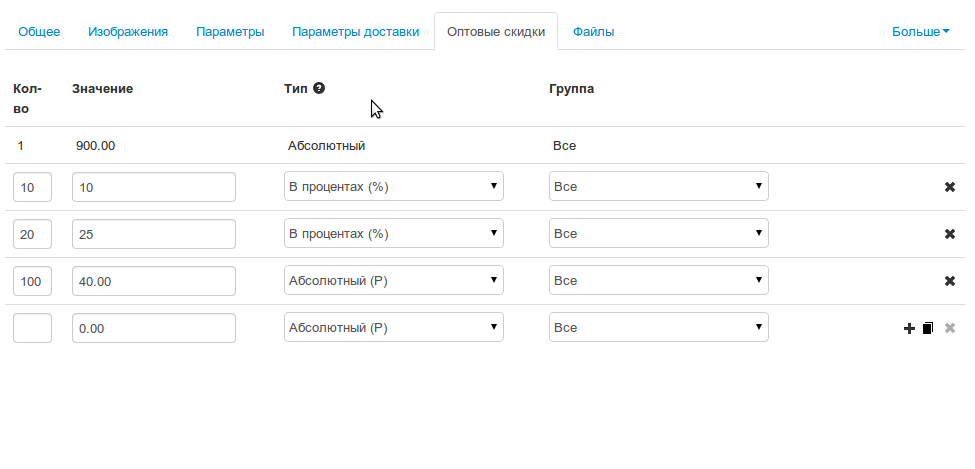 Общее Изображения Параметры Параметры доставки Оптовые скидки Файлы Больше
Кол-во Значение Тип ? Группа
1 900.00 Абсолютный Все
10 10 В процентах (%) Все
20 25 В процентах (%) Все
100 40.00 Абсолютный (Р) Все
0.00 Абсолютный (Р) Все